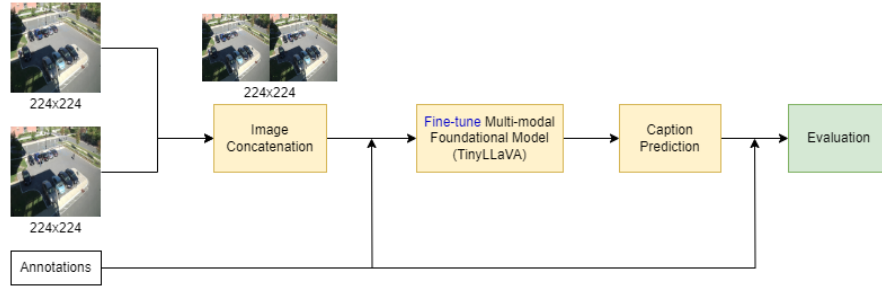 224x224
224x224
224x224
Annotations
Image
Concatenation
Fine-tune Multi-modal
Foundational Model
(TinyLLaVA)
Caption
Prediction
Evaluation